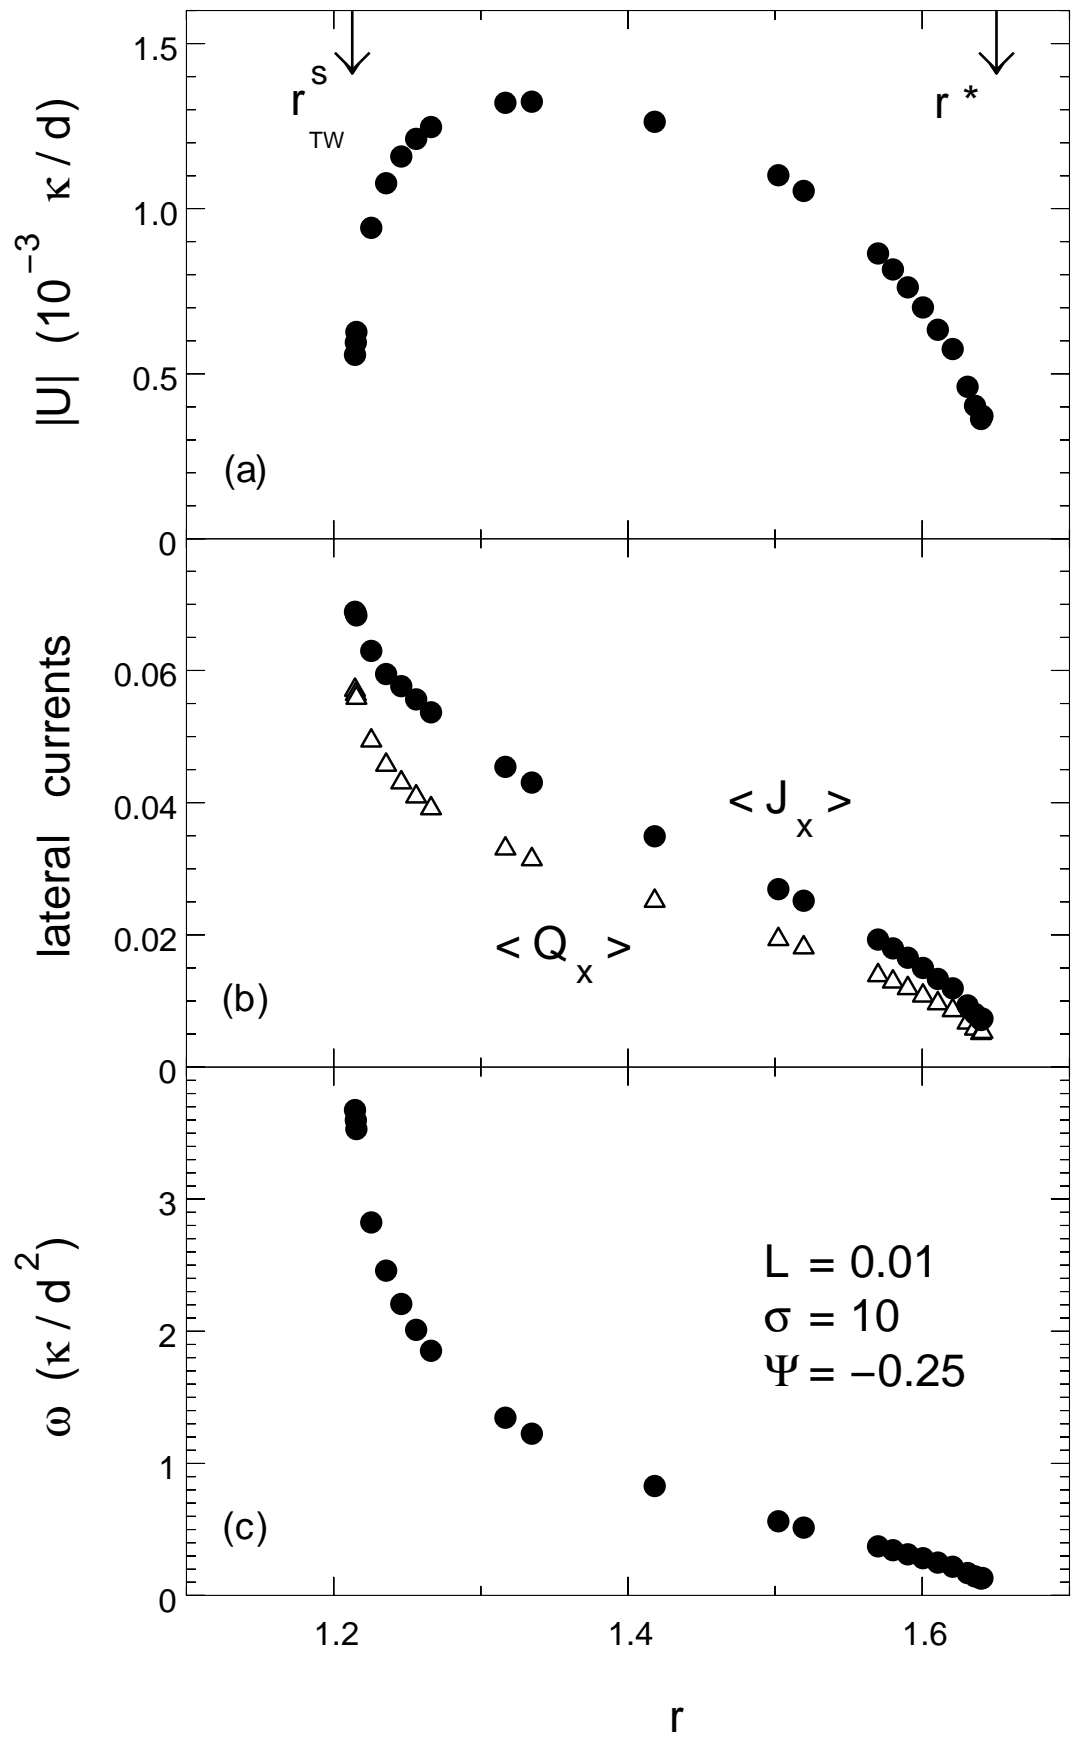 1.5
r S TW
r *
1.0
0.5
|U| (10 −3 κ / d)
(a)
0
0.06
0.04
< J x >
0.02
< Q x >
lateral currents
(b)
0
3
L = 0.01
σ = 10
2
Ψ = −0.25
ω (κ / d 2)
1
(c)
0
1.2 1.4 1.6
r